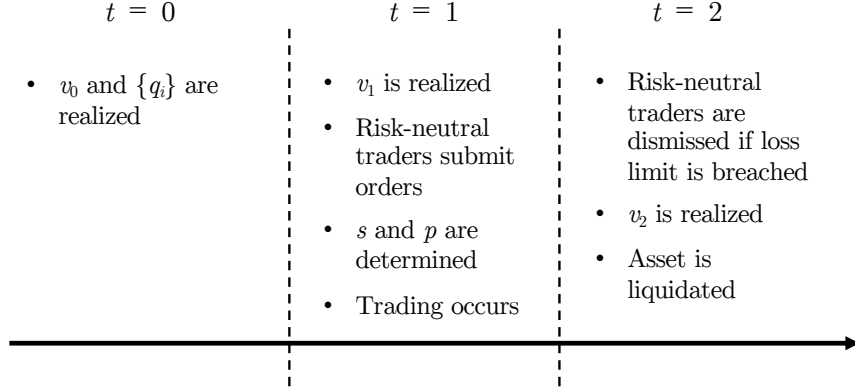 t = 0
t = 1
t = 2
• v₀ and {qᵢ} are
realized
• v₁ is realized
• Risk-neutral
traders submit
orders
• s and p are
determined
• Trading occurs
• Risk-neutral
traders are
dismissed if loss
limit is breached
• v₂ is realized
• Asset is
liquidated